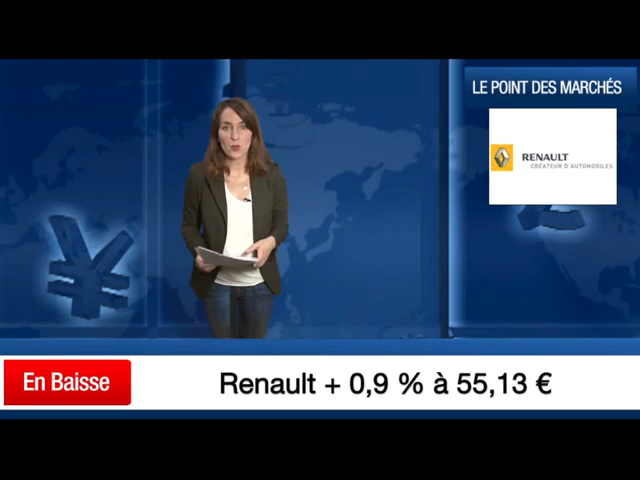 LE POINT DES MARCHÉS
RENAULT
CRÉATEUR D'AUTOMOBILES
¥
En Baisse
Renault + 0,9 % à 55,13 €